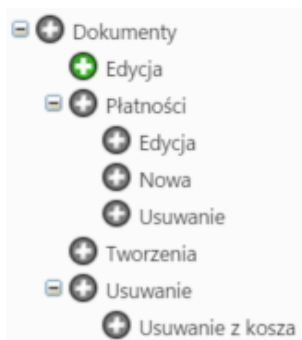 Dokumenty
Edycja
Płatności
Edycja
Nowa
Usuwanie
Tworzenia
Usuwanie
Usuwanie z kosza